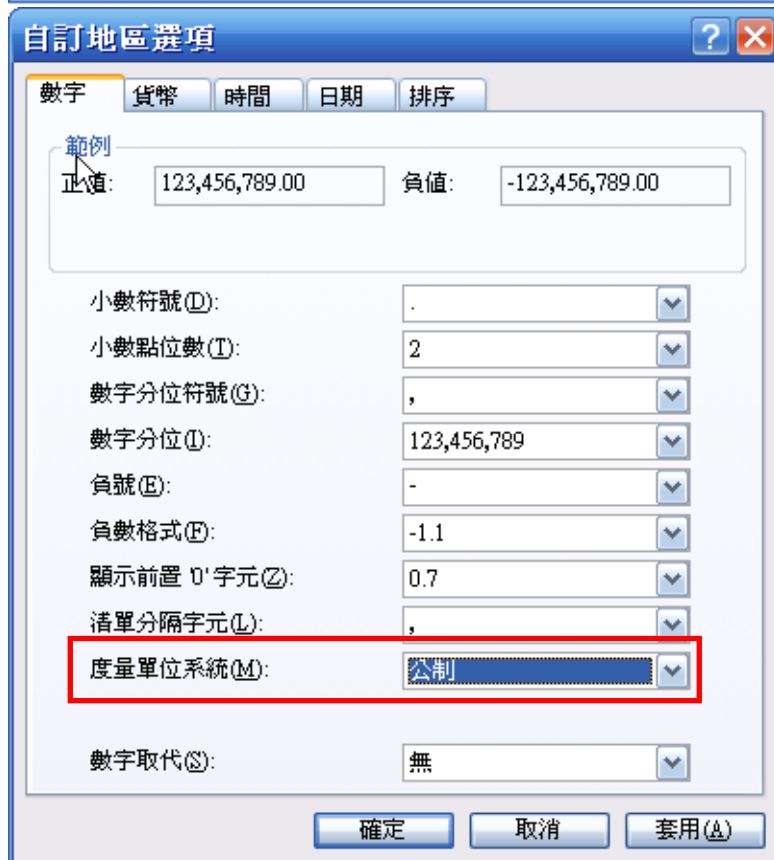 自訂地區選項
數字 貨幣 時間 日期 排序
範例
正值: 123,456,789.00 負值: -123,456,789.00
小數符號(D): .
小數點位數(T): 2
數字分位符號(G): ,
數字分位(I): 123,456,789
負號(E): -
負數格式(F): -1.1
顯示前置 '0' 字元(Z): 0.7
清單分隔字元(L): ,
度量單位系統(M): 公制
數字取代(S): 無
確定 取消 套用(A)